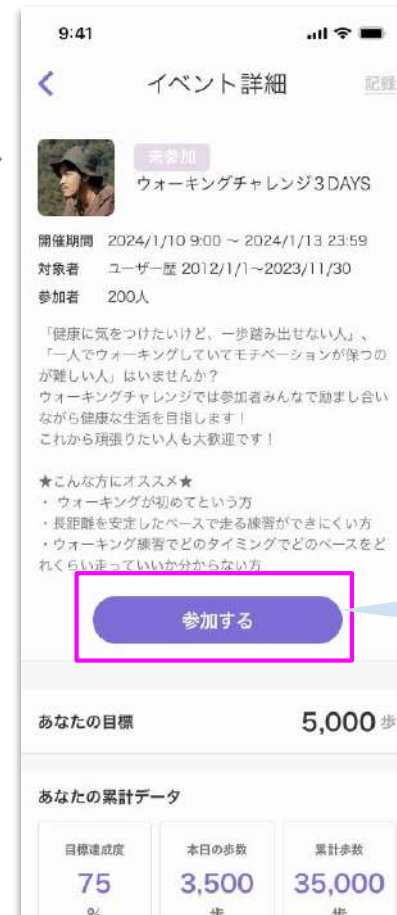 9:41
イベント詳細
記録
未参加
ウォーキングチャレンジ3DAYS
開催期間 2024/1/10 9:00 ~ 2024/1/13 23:59
対象者 ユーザー歴 2012/1/1~2023/11/30
参加者 200人
「健康に気をつけたいけど、一歩踏み出せない人」、
「一人でウォーキングしていてモチベーションが保つの
が難しい人」はいませんか?
ウォーキングチャレンジでは参加者みんなで励まし合い
ながら健康な生活を目指します!
これから頑張りたい人も大歓迎です!
★こんな方にオススメ★
・ ウォーキングが初めてという方
・長距離を安定したペースで走る練習ができにくい方
・ウォーキング練習でどのタイミングでどのペースをど
れくらい走っていいか分からない方
参加する
あなたの目標
5,000 歩
あなたの累計データ
目標達成度 本日の歩数 累計歩数
75 3,500 35,000
% 歩 歩